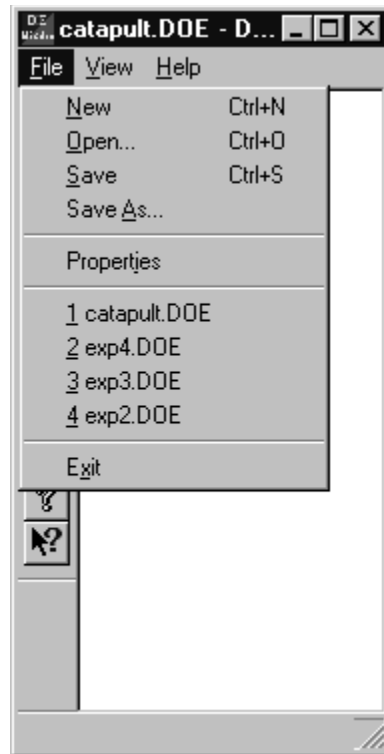 catapult.DOE - D...
File View Help
New Ctrl+N
Open... Ctrl+O
Save Ctrl+S
Save As...
Properties
1 catapult.DOE
2 exp4.DOE
3 exp3.DOE
4 exp2.DOE
Exit
?
?